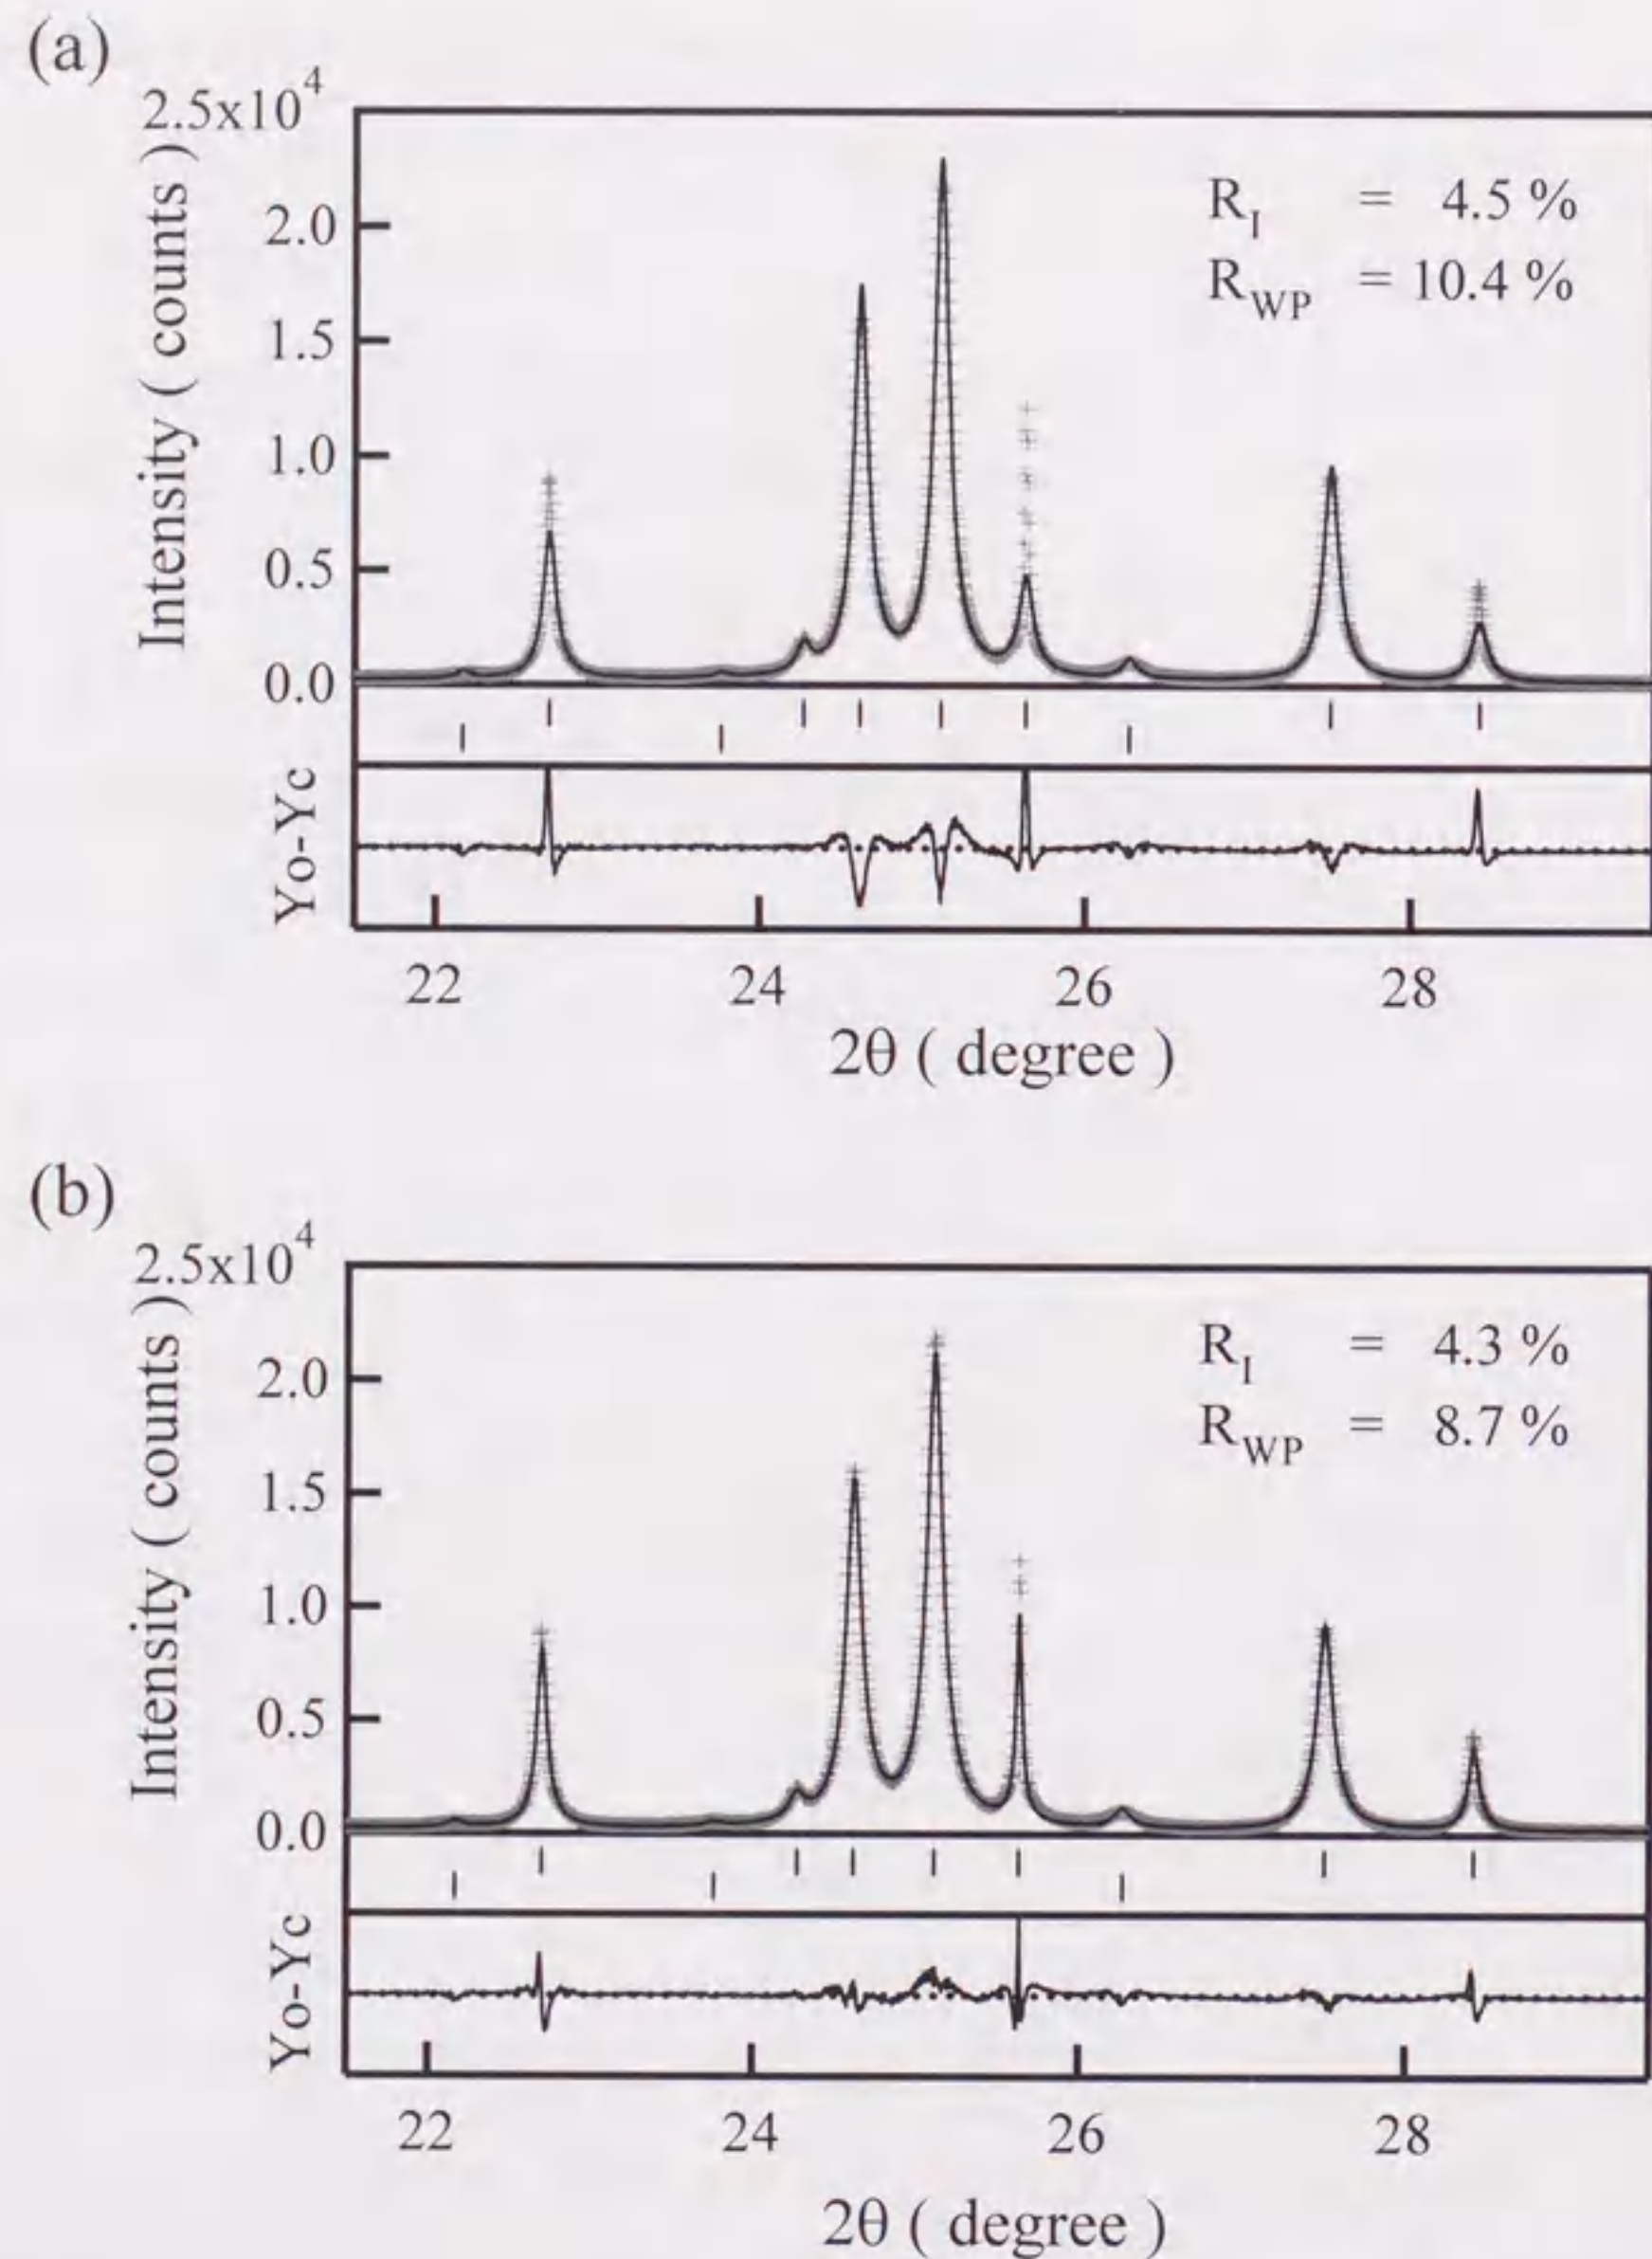 (a)
2.5x10^4
2.0
1.5
1.0
0.5
0.0
Intensity ( counts )
R_I = 4.5 %
R_WP = 10.4 %
Yo-Yc
22 24 26 28
2θ ( degree )
(b)
2.5x10^4
2.0
1.5
1.0
0.5
0.0
Intensity ( counts )
R_I = 4.3 %
R_WP = 8.7 %
Yo-Yc
22 24 26 28
2θ ( degree )